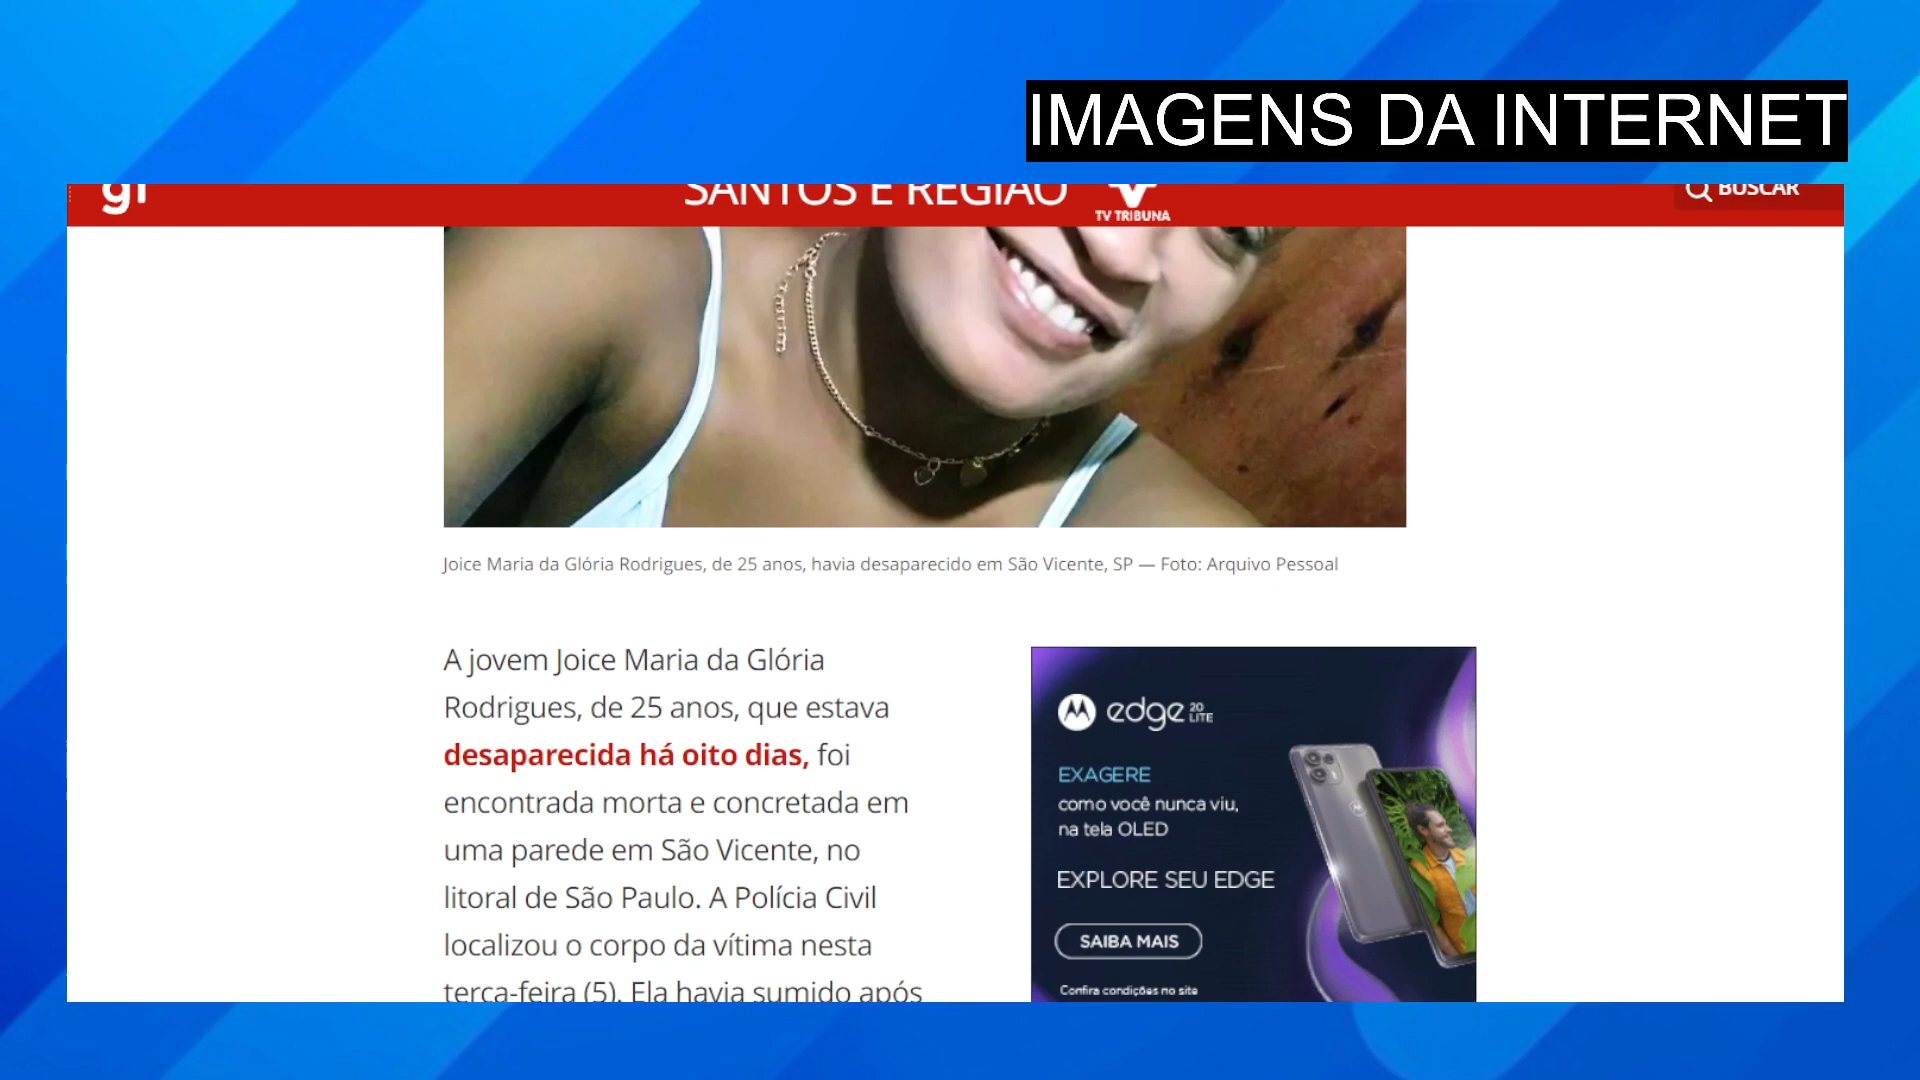 IMAGENS DA INTERNET
g1
SANTOS E REGIÃO
TV TRIBUNA
BUSCAR
Joice Maria da Glória Rodrigues, de 25 anos, havia desaparecido em São Vicente, SP — Foto: Arquivo Pessoal
A jovem Joice Maria da Glória
Rodrigues, de 25 anos, que estava
desaparecida há oito dias, foi
encontrada morta e concretada em
uma parede em São Vicente, no
litoral de São Paulo. A Polícia Civil
localizou o corpo da vítima nesta
terça-feira (5). Ela havia sumido após
edge 20 LITE
EXAGERE
como você nunca viu,
na tela OLED
EXPLORE SEU EDGE
SAIBA MAIS
Confira condições no site